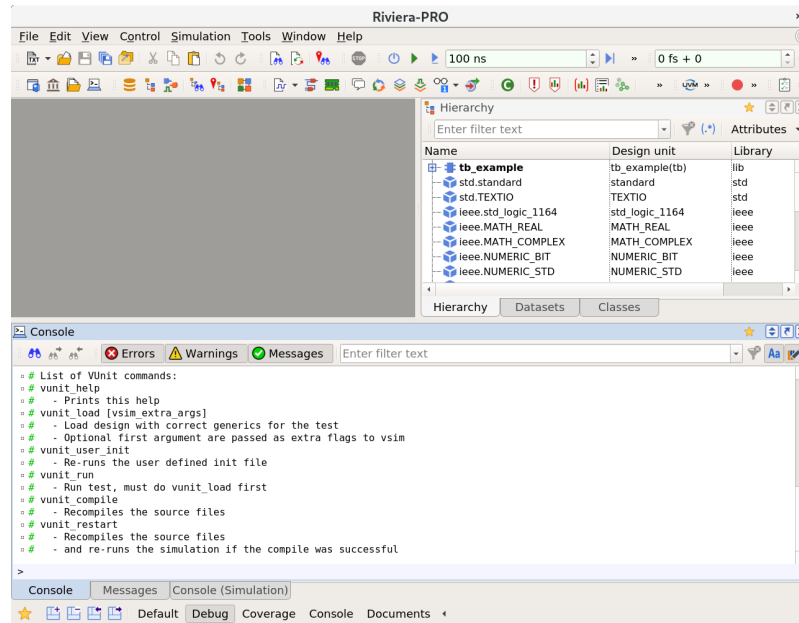 Riviera-PRO
File Edit View Control Simulation Tools Window Help
100 ns » 0 fs + 0
» UVM » »
Hierarchy
Enter filter text (.*) Attributes
Name Design unit Library
tb_example tb_example(tb) lib
std.standard standard std
std.TEXTIO TEXTIO std
ieee.std_logic_1164 std_logic_1164 ieee
ieee.MATH_REAL MATH_REAL ieee
ieee.MATH_COMPLEX MATH_COMPLEX ieee
ieee.NUMERIC_BIT NUMERIC_BIT ieee
ieee.NUMERIC_STD NUMERIC_STD ieee
Hierarchy Datasets Classes
Console
Errors Warnings Messages Enter filter text Aa
# List of VUnit commands:
# vunit_help
#   - Prints this help
# vunit_load [vsim_extra_args]
#   - Load design with correct generics for the test
#   - Optional first argument are passed as extra flags to vsim
# vunit_user_init
#   - Re-runs the user defined init file
# vunit_run
#   - Run test, must do vunit_load first
# vunit_compile
#   - Recompiles the source files
# vunit_restart
#   - Recompiles the source files
#   - and re-runs the simulation if the compile was successful
>
Console Messages Console (Simulation)
Default Debug Coverage Console Documents